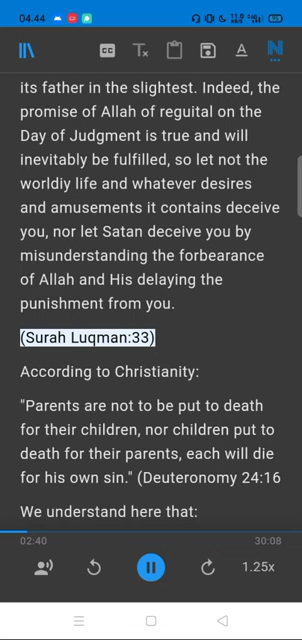 04.44
CC
its father in the slightest. Indeed, the
promise of Allah of reguital on the
Day of Judgment is true and will
inevitably be fulfilled, so let not the
worldiy life and whatever desires
and amusements it contains deceive
you, nor let Satan deceive you by
misunderstanding the forbearance
of Allah and His delaying the
punishment from you.
(Surah Luqman:33)
According to Christianity:
"Parents are not to be put to death
for their children, nor children put to
death for their parents, each will die
for his own sin." (Deuteronomy 24:16
We understand here that:
02:40 30:08
1.25x